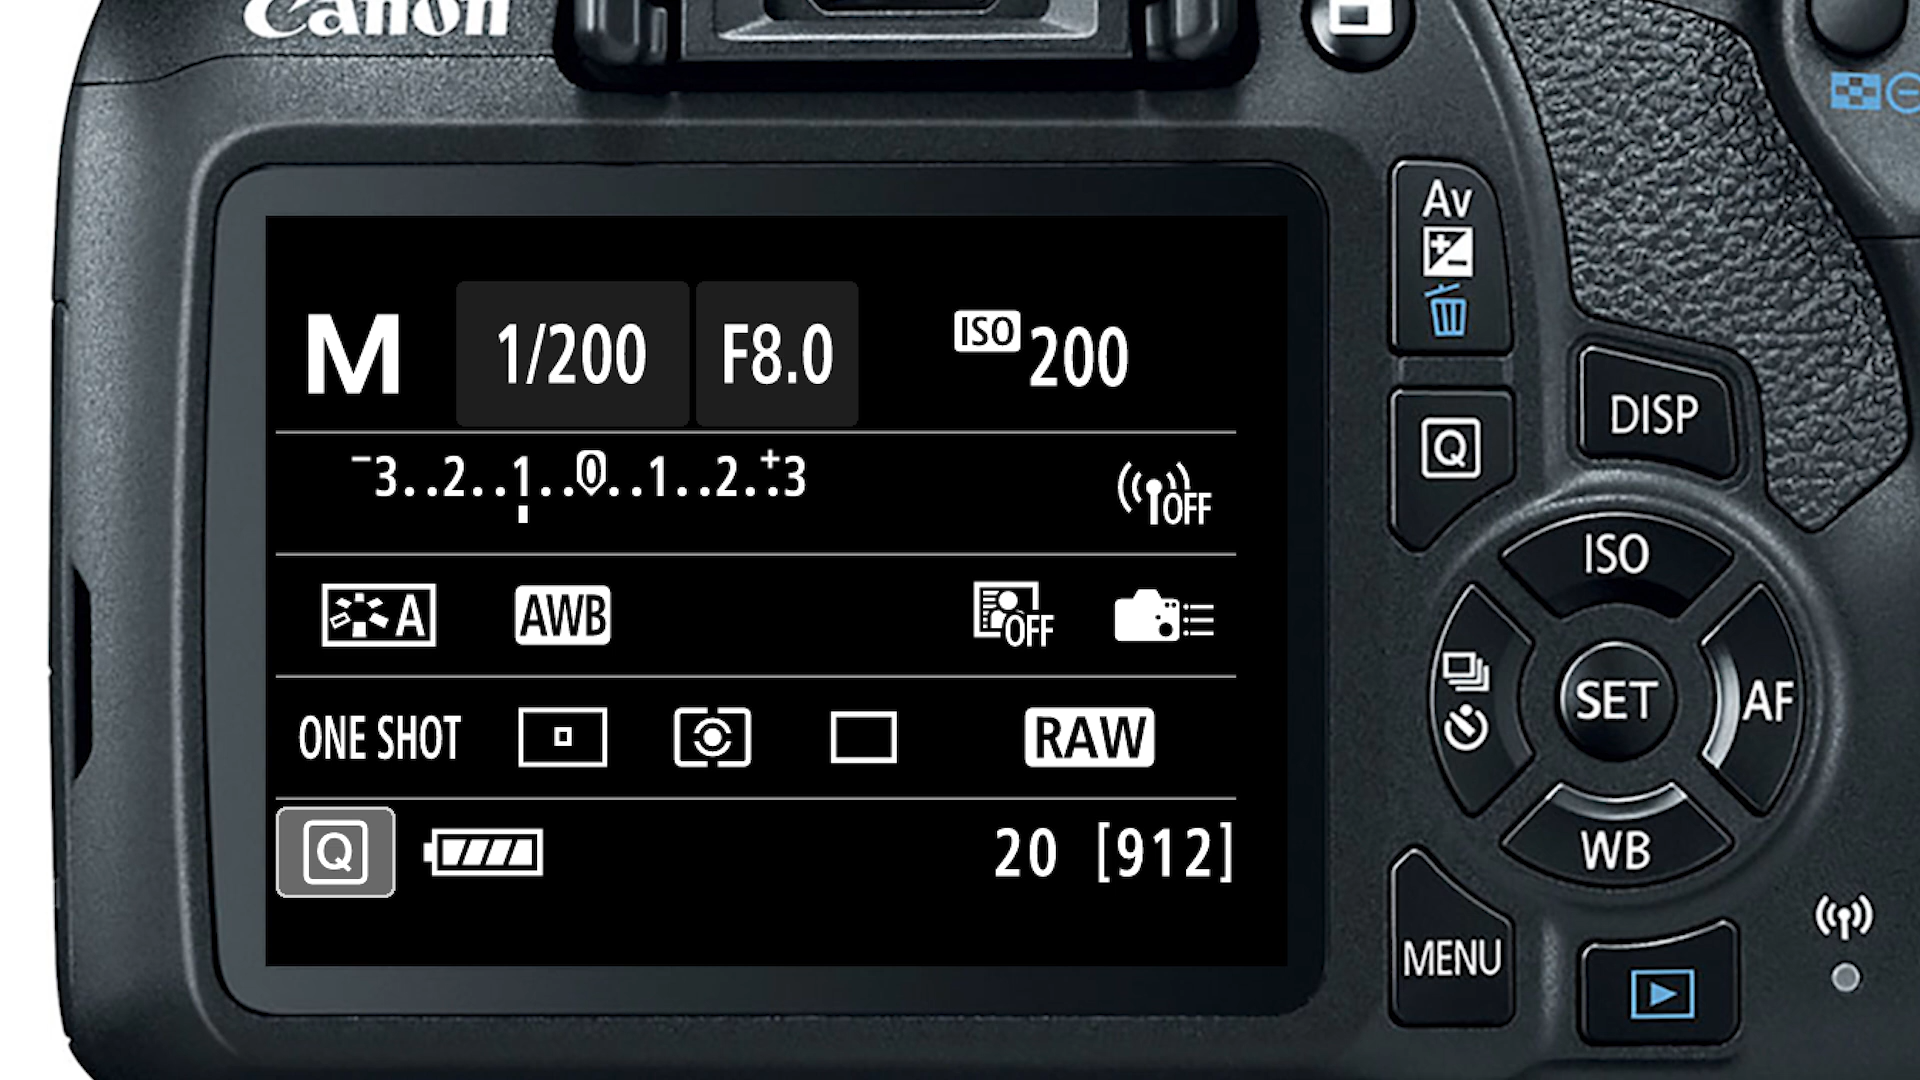 Canon
M 1/200 F8.0 ISO 200
-3..2..1..0..1..2.:+3
OFF
A AWB OFF
ONE SHOT RAW
Q 20 [912]
Av
Q
DISP
ISO
AF
SET
WB
MENU